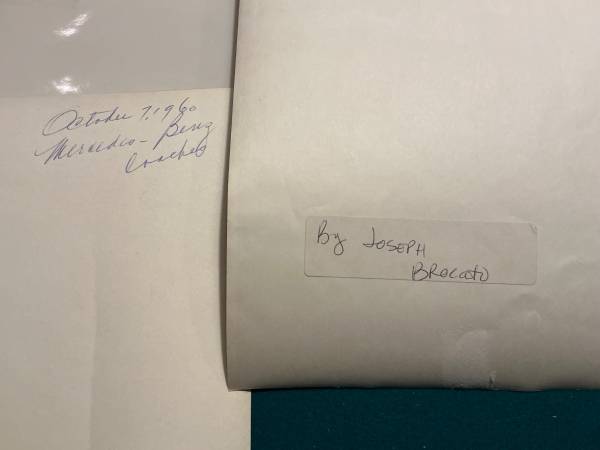 October 7, 1960
Mercedes-Benz
Coaches
By JOSEPH
BROCATO